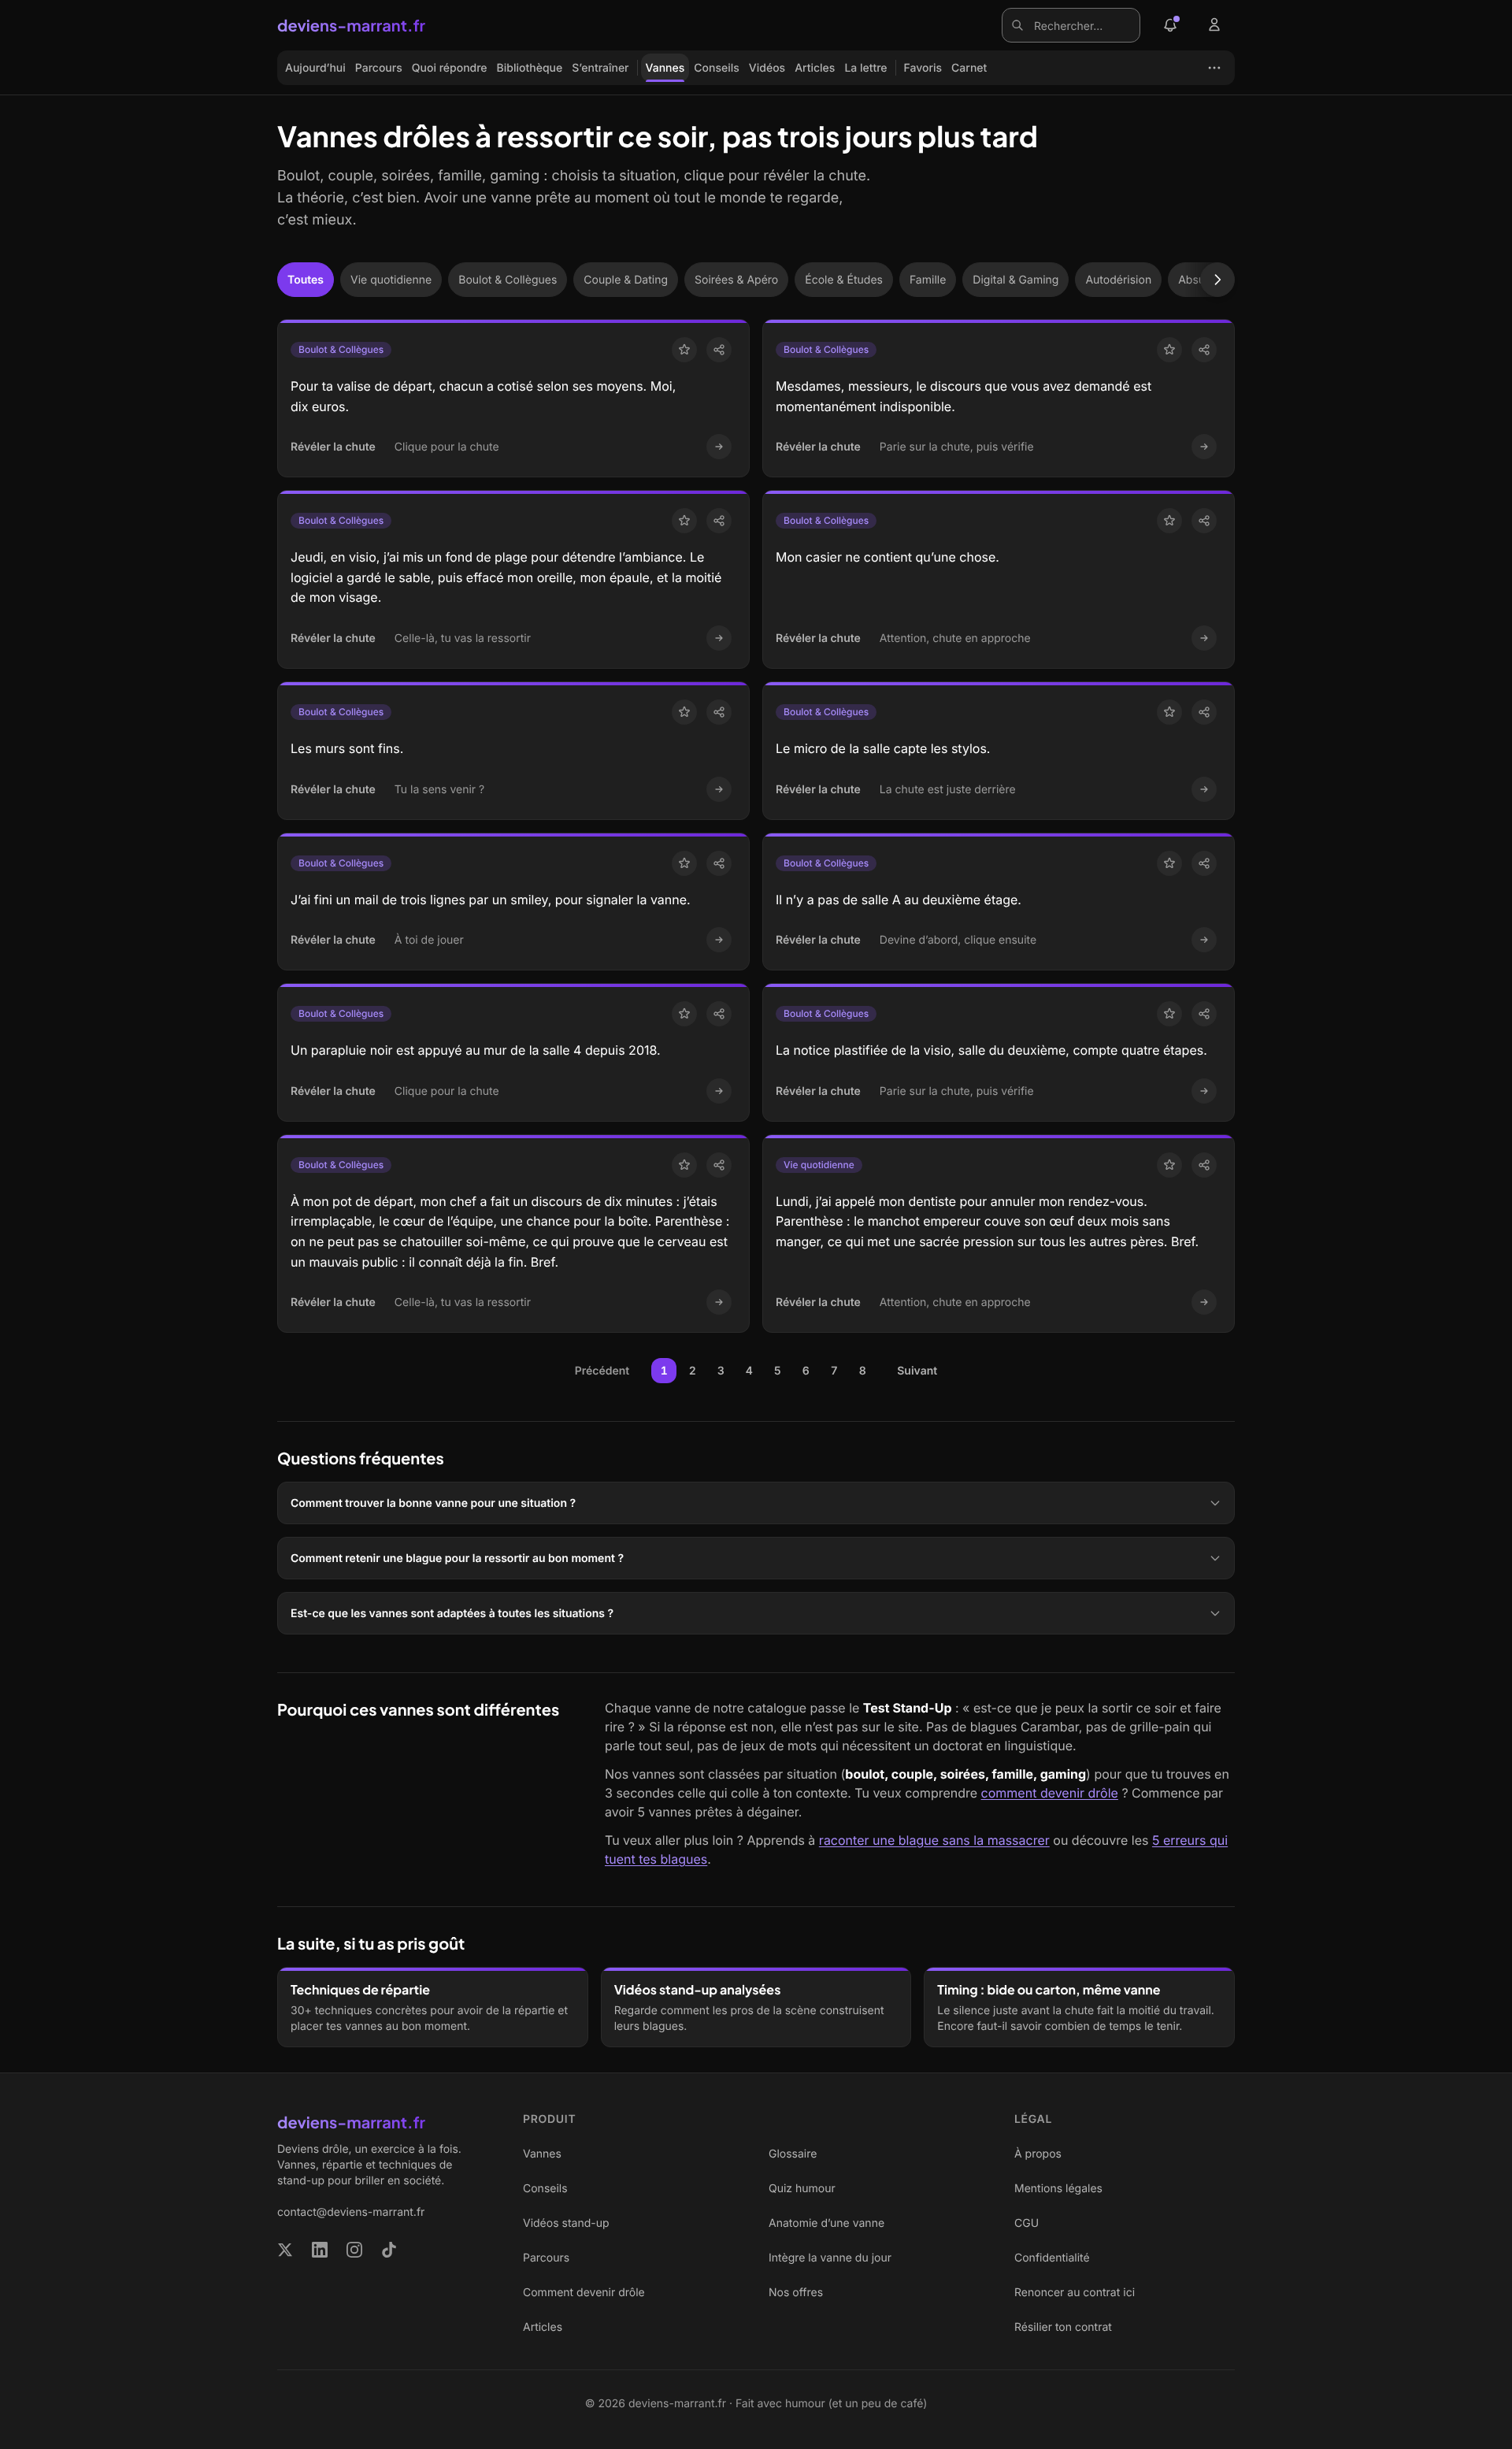 deviens-marrant.fr
Rechercher...
Aujourd’hui Parcours Quoi répondre Bibliothèque S’entraîner Vannes Conseils Vidéos Articles La lettre Favoris Carnet
Vannes drôles à ressortir ce soir, pas trois jours plus tard
Boulot, couple, soirées, famille, gaming : choisis ta situation, clique pour révéler la chute.
La théorie, c’est bien. Avoir une vanne prête au moment où tout le monde te regarde,
c’est mieux.
Toutes Vie quotidienne Boulot & Collègues Couple & Dating Soirées & Apéro École & Études Famille Digital & Gaming Autodérision
Boulot & Collègues
Pour ta valise de départ, chacun a cotisé selon ses moyens. Moi,
dix euros.
Révéler la chute Clique pour la chute
Boulot & Collègues
Mesdames, messieurs, le discours que vous avez demandé est
momentanément indisponible.
Révéler la chute Parie sur la chute, puis vérifie
Boulot & Collègues
Jeudi, en visio, j’ai mis un fond de plage pour détendre l’ambiance. Le
logiciel a gardé le sable, puis effacé mon oreille, mon épaule, et la moitié
de mon visage.
Révéler la chute Celle-là, tu vas la ressortir
Boulot & Collègues
Mon casier ne contient qu’une chose.
Révéler la chute Attention, chute en approche
Boulot & Collègues
Les murs sont fins.
Révéler la chute Tu la sens venir ?
Boulot & Collègues
Le micro de la salle capte les stylos.
Révéler la chute La chute est juste derrière
Boulot & Collègues
J’ai fini un mail de trois lignes par un smiley, pour signaler la vanne.
Révéler la chute À toi de jouer
Boulot & Collègues
Il n’y a pas de salle A au deuxième étage.
Révéler la chute Devine d’abord, clique ensuite
Boulot & Collègues
Un parapluie noir est appuyé au mur de la salle 4 depuis 2018.
Révéler la chute Clique pour la chute
Boulot & Collègues
La notice plastifiée de la visio, salle du deuxième, compte quatre étapes.
Révéler la chute Parie sur la chute, puis vérifie
Boulot & Collègues
À mon pot de départ, mon chef a fait un discours de dix minutes : j’étais
irremplaçable, le cœur de l’équipe, une chance pour la boîte. Parenthèse :
on ne peut pas se chatouiller soi-même, ce qui prouve que le cerveau est
un mauvais public : il connaît déjà la fin. Bref.
Révéler la chute Celle-là, tu vas la ressortir
Vie quotidienne
Lundi, j’ai appelé mon dentiste pour annuler mon rendez-vous.
Parenthèse : le manchot empereur couve son œuf deux mois sans
manger, ce qui met une sacrée pression sur tous les autres pères. Bref.
Révéler la chute Attention, chute en approche
Précédent 1 2 3 4 5 6 7 8 Suivant
Questions fréquentes
Comment trouver la bonne vanne pour une situation ?
Comment retenir une blague pour la ressortir au bon moment ?
Est-ce que les vannes sont adaptées à toutes les situations ?
Pourquoi ces vannes sont différentes
Chaque vanne de notre catalogue passe le Test Stand-Up : « est-ce que je peux la sortir ce soir et faire
rire ? » Si la réponse est non, elle n’est pas sur le site. Pas de blagues Carambar, pas de grille-pain qui
parle tout seul, pas de jeux de mots qui nécessitent un doctorat en linguistique.
Nos vannes sont classées par situation (boulot, couple, soirées, famille, gaming) pour que tu trouves en
3 secondes celle qui colle à ton contexte. Tu veux comprendre comment devenir drôle ? Commence par
avoir 5 vannes prêtes à dégainer.
Tu veux aller plus loin ? Apprends à raconter une blague sans la massacrer ou découvre les 5 erreurs qui
tuent tes blagues.
La suite, si tu as pris goût
Techniques de répartie
30+ techniques concrètes pour avoir de la répartie et
placer tes vannes au bon moment.
Vidéos stand-up analysées
Regarde comment les pros de la scène construisent
leurs blagues.
Timing : bide ou carton, même vanne
Le silence juste avant la chute fait la moitié du travail.
Encore faut-il savoir combien de temps le tenir.
deviens-marrant.fr
Deviens drôle, un exercice à la fois.
Vannes, répartie et techniques de
stand-up pour briller en société.
contact@deviens-marrant.fr
PRODUIT
Vannes
Conseils
Vidéos stand-up
Parcours
Comment devenir drôle
Articles
Glossaire
Quiz humour
Anatomie d’une vanne
Intègre la vanne du jour
Nos offres
LÉGAL
À propos
Mentions légales
CGU
Confidentialité
Renoncer au contrat ici
Résilier ton contrat
© 2026 deviens-marrant.fr · Fait avec humour (et un peu de café)